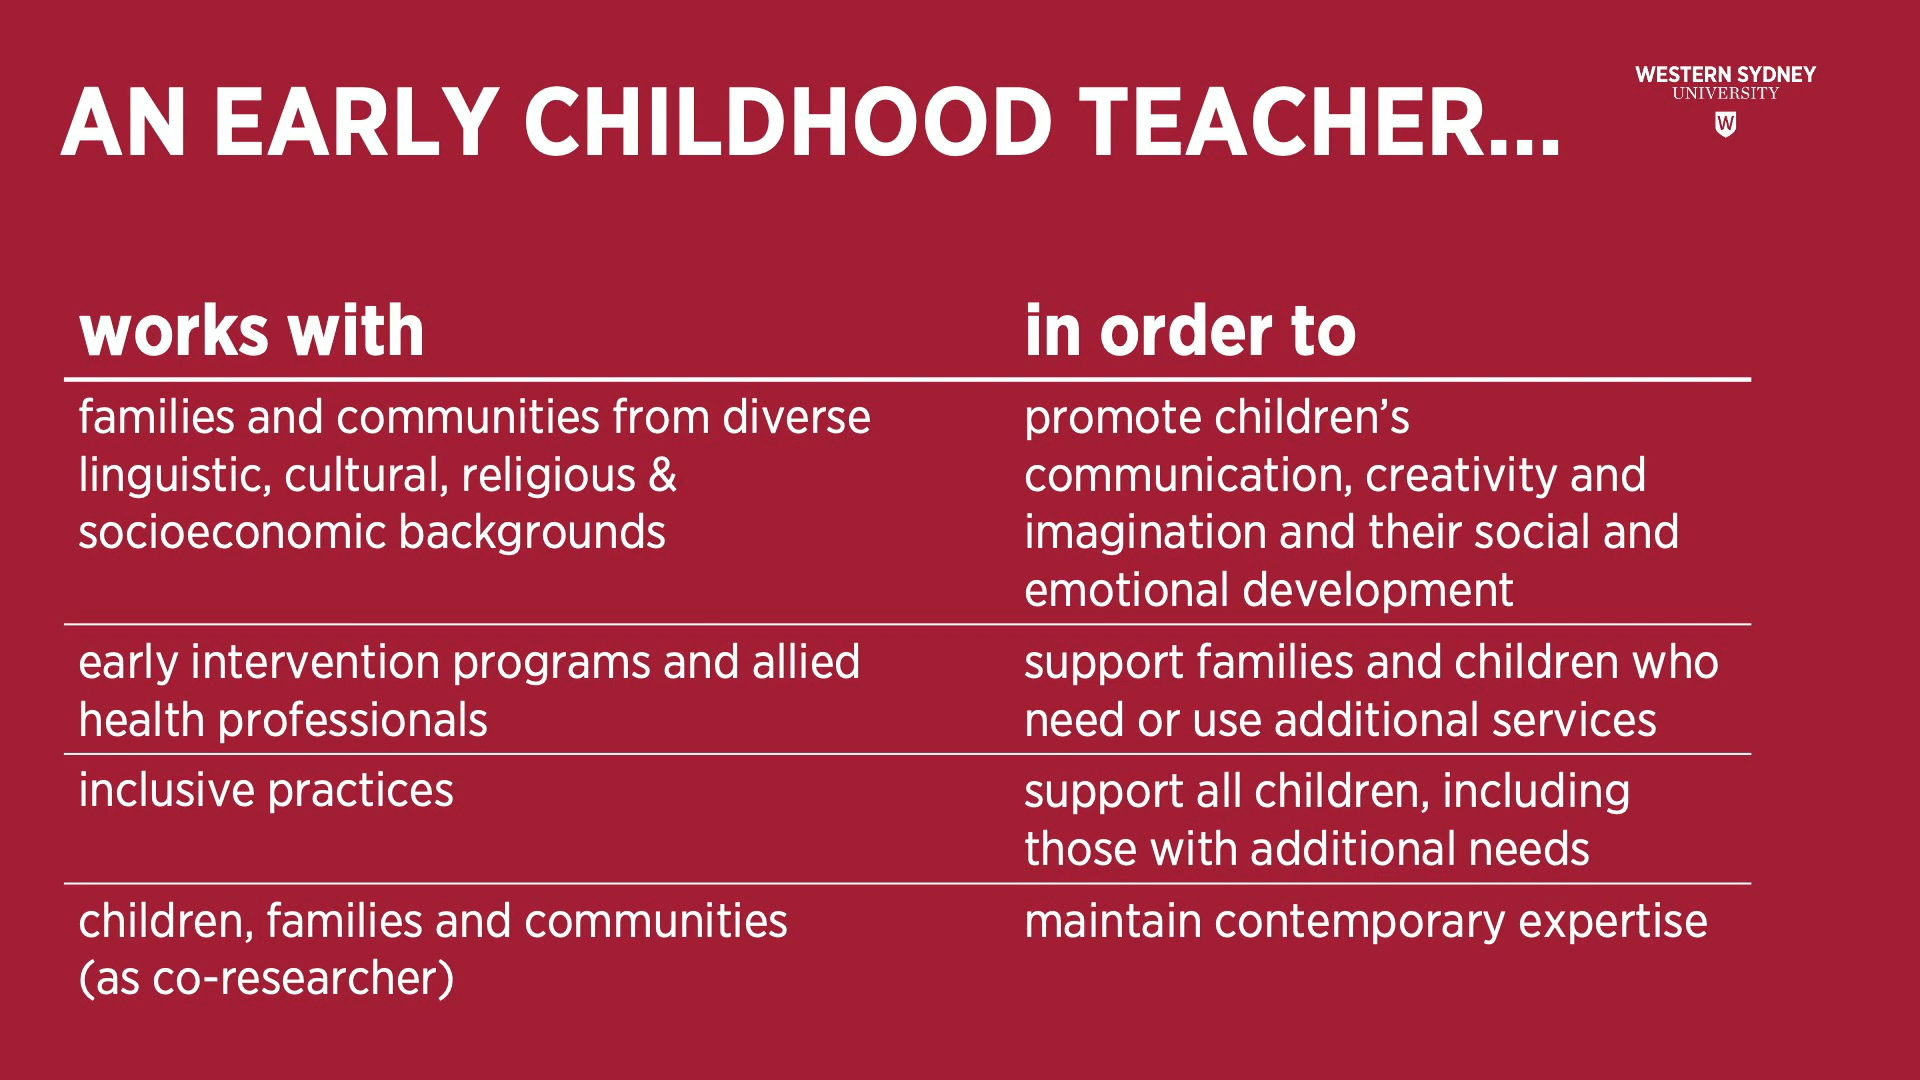 AN EARLY CHILDHOOD TEACHER...
WESTERN SYDNEY
UNIVERSITY
W
works with
in order to
families and communities from diverse
linguistic, cultural, religious &
socioeconomic backgrounds
promote children’s
communication, creativity and
imagination and their social and
emotional development
early intervention programs and allied
health professionals
support families and children who
need or use additional services
inclusive practices
support all children, including
those with additional needs
children, families and communities
(as co-researcher)
maintain contemporary expertise